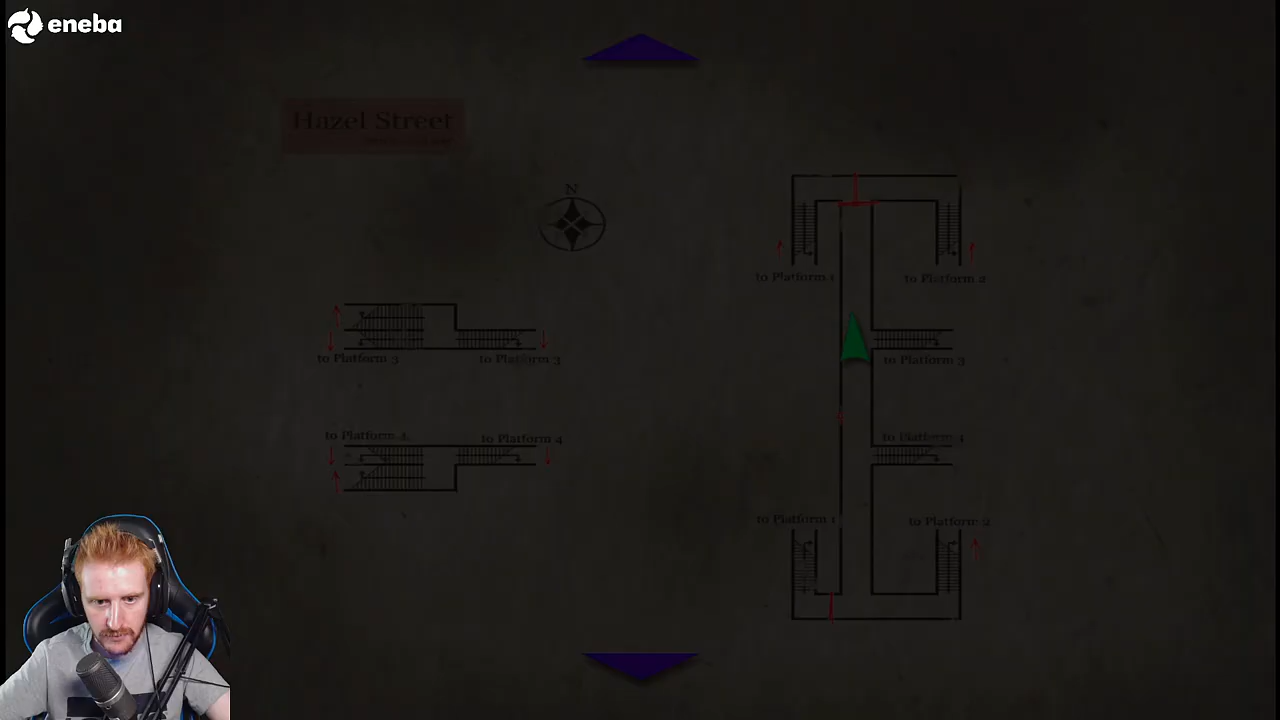 eneba
Hazel Street
N
to Platform 1
to Platform 2
to Platform 3
to Platform 3
to Platform 3
to Platform
to Platform 4
to Platform 4
to Platform 1
to Platform 2